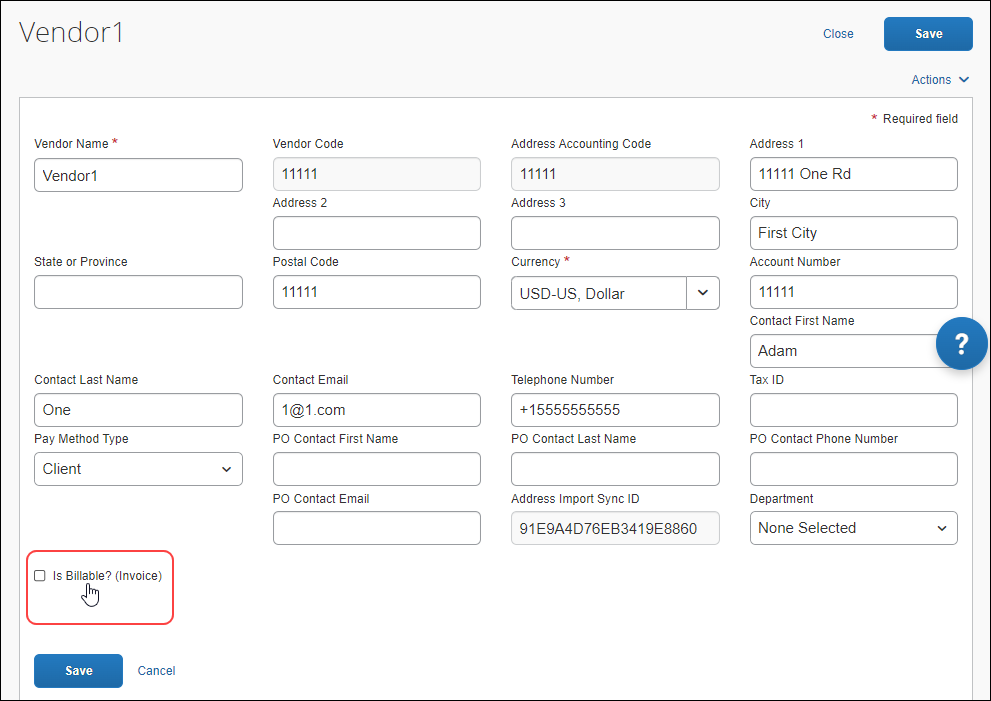 Vendor1
Close
Save
Actions
* Required field
Vendor Name *
Vendor Code
Address Accounting Code
Address 1
Vendor1
11111
11111
11111 One Rd
Address 2
Address 3
City
First City
State or Province
Postal Code
Currency *
Account Number
11111
USD-US, Dollar
11111
Contact First Name
Adam
?
Contact Last Name
Contact Email
Telephone Number
Tax ID
One
1@1.com
+15555555555
Pay Method Type
PO Contact First Name
PO Contact Last Name
PO Contact Phone Number
Client
PO Contact Email
Address Import Sync ID
Department
91E9A4D76EB3419E8860
None Selected
Is Billable? (Invoice)
Save
Cancel